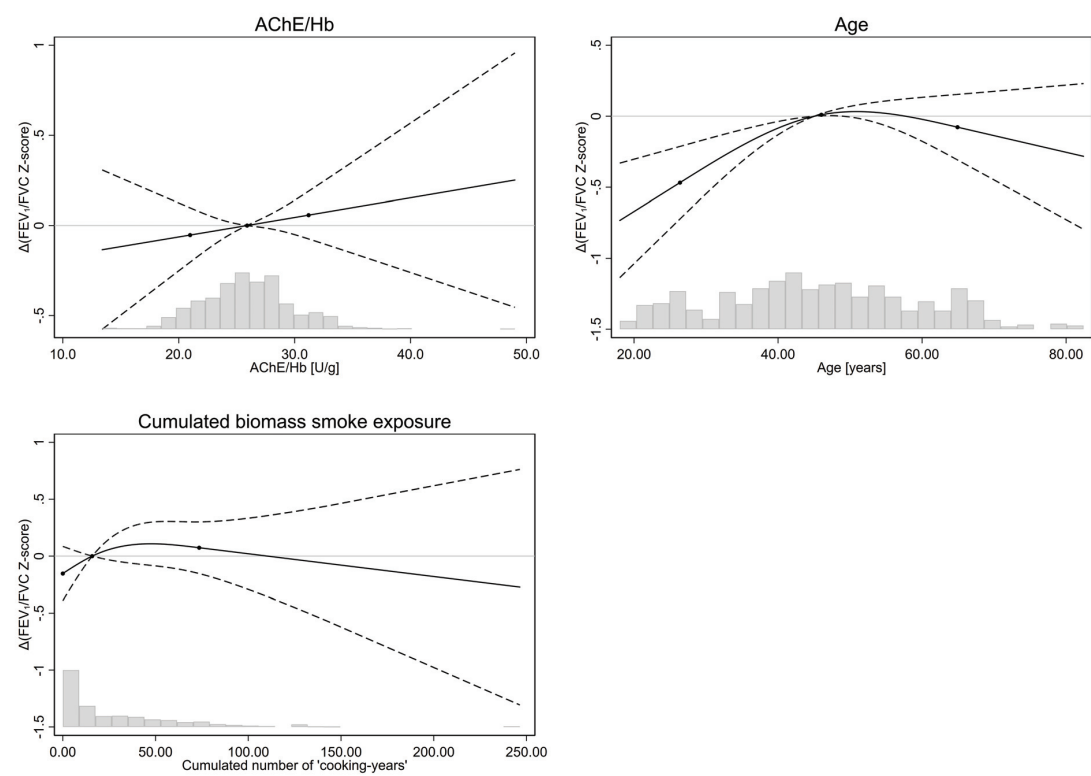 AChE/Hb
Δ(FEV₁/FVC Z-score)
1
.5
0
-.5
10.0 20.0 30.0 40.0 50.0
AChE/Hb [U/g]
Age
Δ(FEV₁/FVC Z-score)
.5
0
-.5
-1
-1.5
20.00 40.00 60.00 80.00
Age [years]
Cumulated biomass smoke exposure
Δ(FEV₁/FVC Z-score)
1
.5
0
-.5
-1
-1.5
0.00 50.00 100.00 150.00 200.00 250.00
Cumulated number of 'cooking-years'